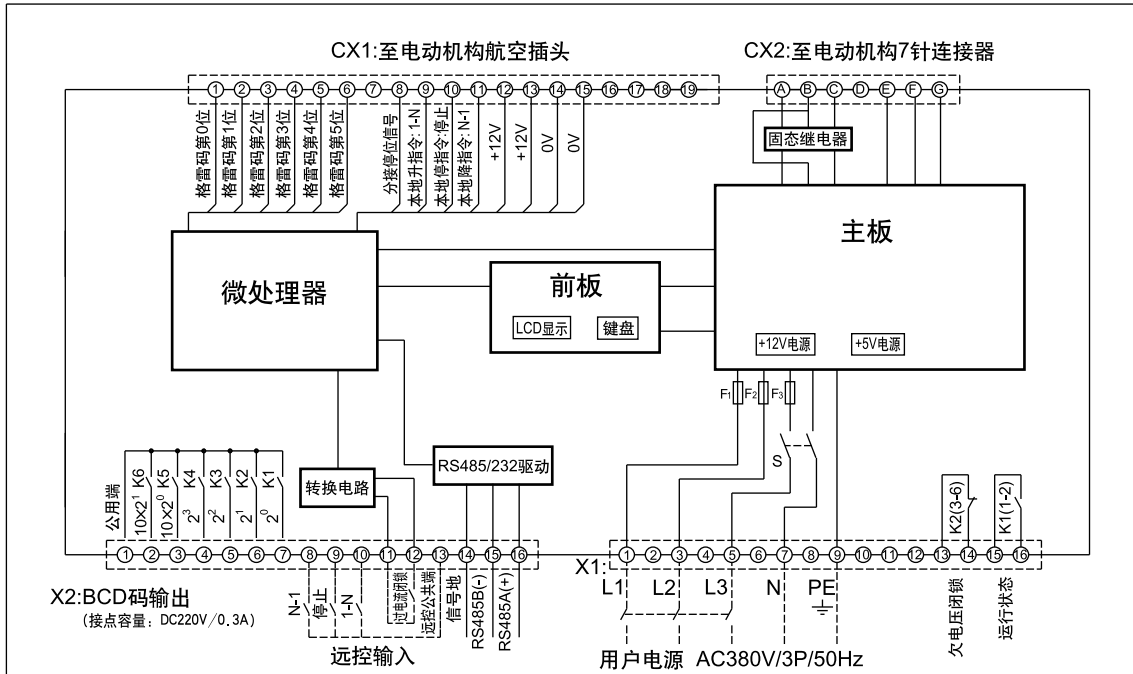 CX1:至电动机构航空插头
CX2:至电动机构7针连接器
1 2 3 4 5 6 7 8 9 10 11 12 13 14 15 16 17 18 19
A B C D E F G
格雷码第0位
格雷码第1位
格雷码第2位
格雷码第3位
格雷码第4位
格雷码第5位
分接停位信号
本地升指令:1-N
本地停指令:停止
本地降指令:N-1
+12V
+12V
0V
0V
固态继电器
主板
微处理器
前板
LCD显示
键盘
+12V电源
+5V电源
F1
F2
F3
S
RS485/232驱动
转换电路
公用端
10×2¹ K6
10×2⁰ K5
2³ K4
2² K3
2¹ K2
2⁰ K1
K2(3-6)
K1(1-2)
1 2 3 4 5 6 7 8 9 10 11 12 13 14 15 16
X1:
1 2 3 4 5 6 7 8 9 10 11 12 13 14 15 16
X2:BCD码输出
(接点容量:DC220V/0.3A)
N-1
停止
1-N
过电流闭锁
远控公共端
信号地
RS485B(-)
RS485A(+)
远控输入
L1
L2
L3
N
PE
欠电压闭锁
运行状态
用户电源 AC380V/3P/50Hz